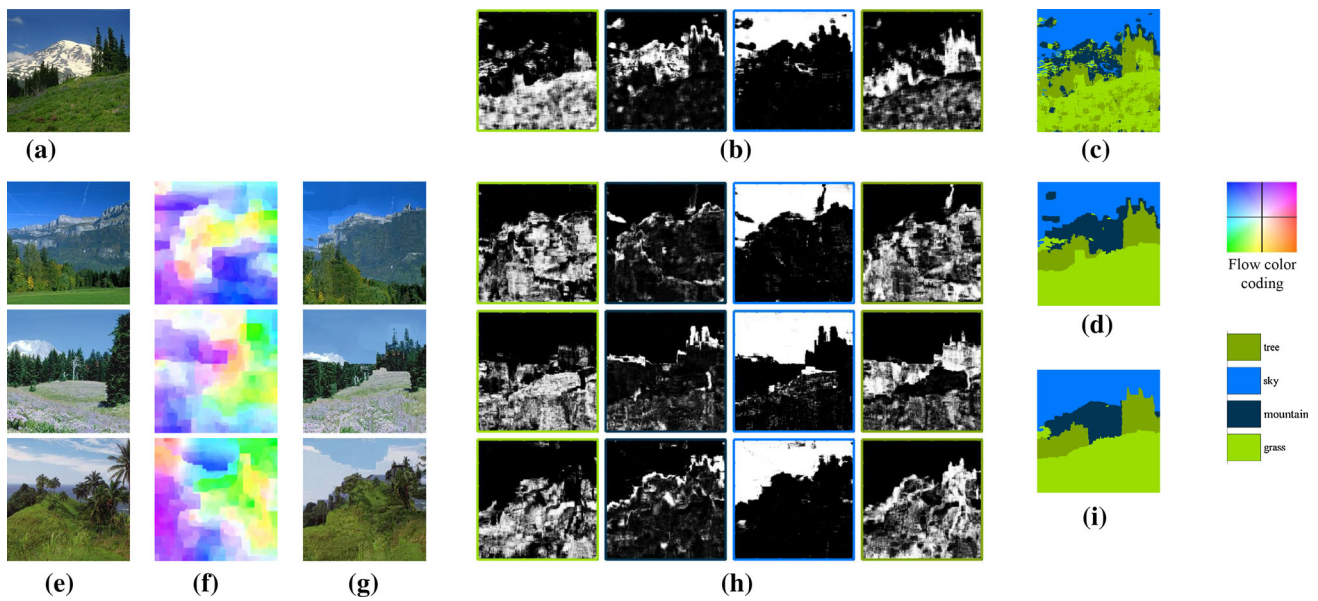 (a)
(b)
(c)
(d)
Flow color
coding
tree
sky
mountain
grass
(e)
(f)
(g)
(h)
(i)